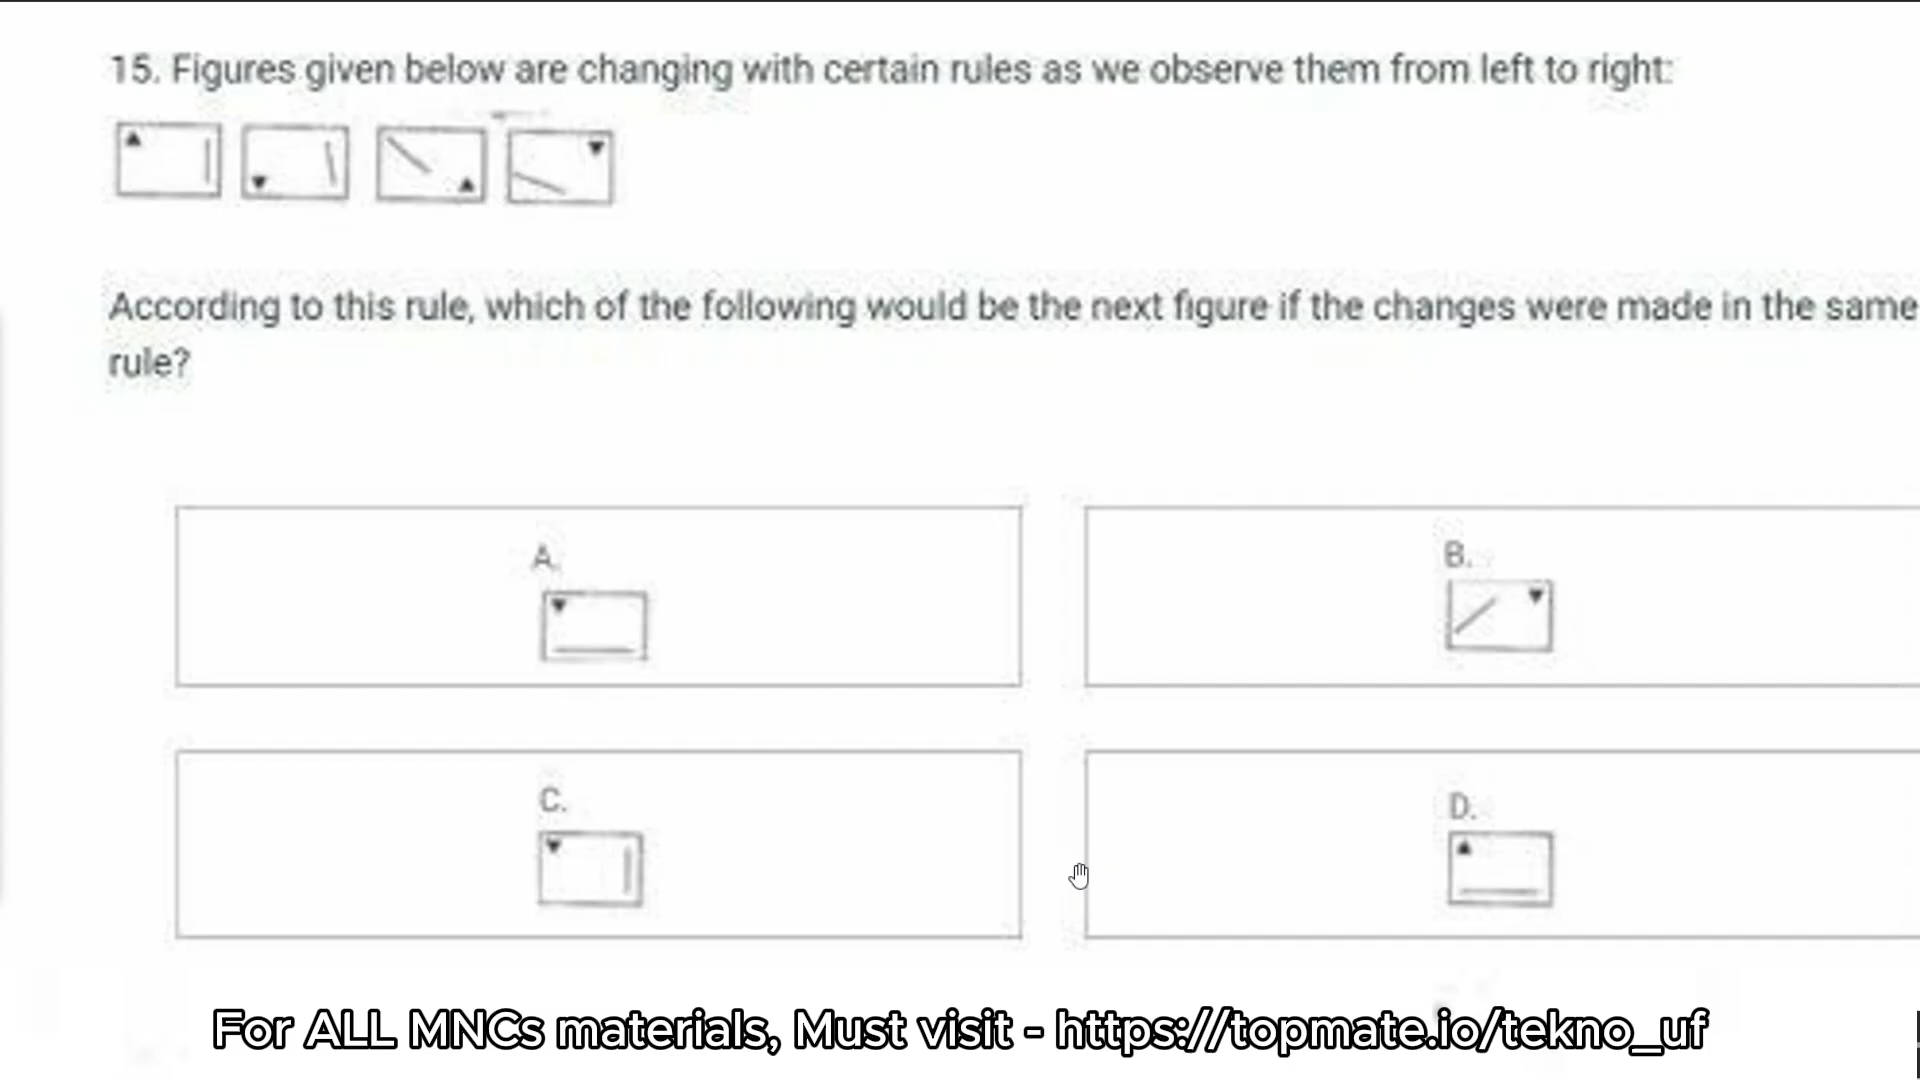 15. Figures given below are changing with certain rules as we observe them from left to right:
According to this rule, which of the following would be the next figure if the changes were made in the same
rule?
A.
B.
C.
D.
For ALL MNCs materials, Must visit - https://topmate.io/tekno_uf